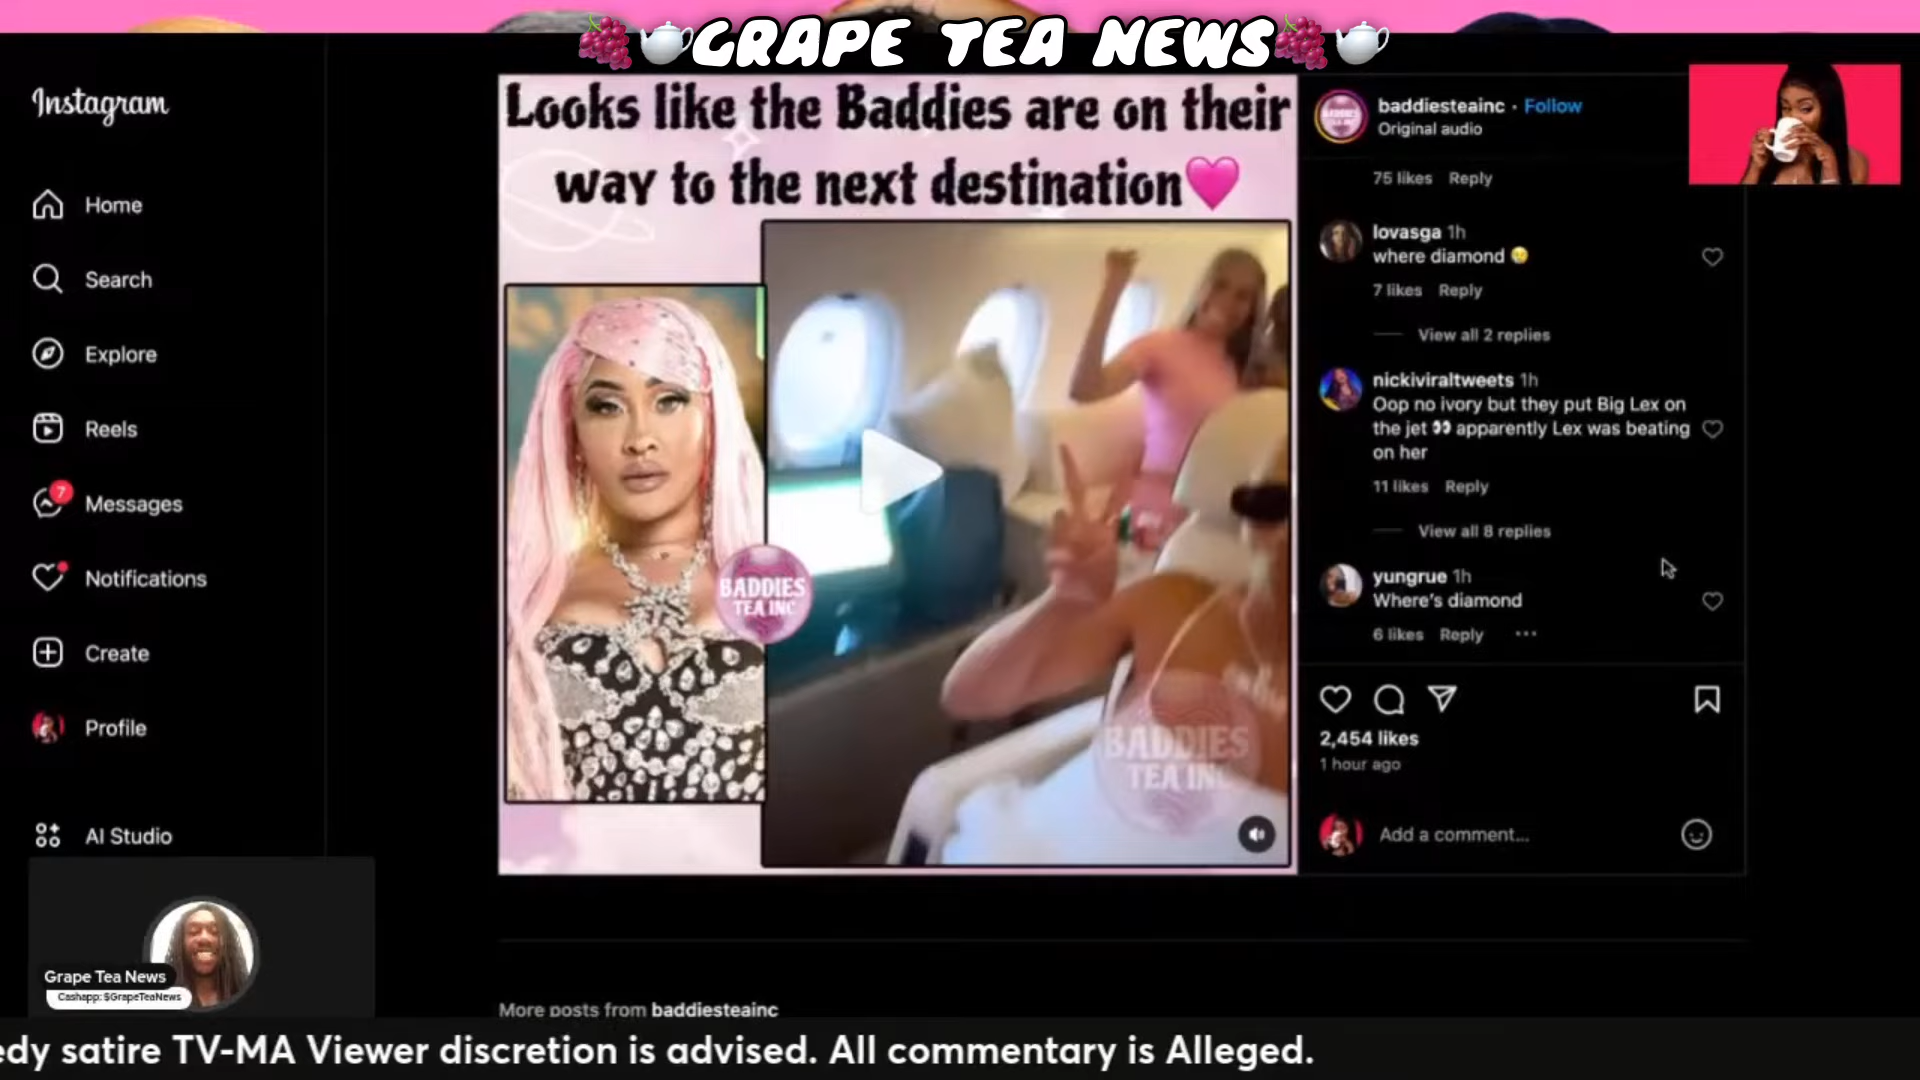 GRAPE TEA NEWS
Instagram
Home
Search
Explore
Reels
7
Messages
Notifications
Create
Profile
AI Studio
Looks like the Baddies are on their
way to the next destination
BADDIES
TEA INC
BADDIES
TEA INC
baddiesteainc · Follow
Original audio
75 likes Reply
lovasga 1h
where diamond 😢
7 likes Reply
View all 2 replies
nickiviraltweets 1h
Oop no ivory but they put Big Lex on
the jet 👀 apparently Lex was beating
on her
11 likes Reply
View all 8 replies
yungrue 1h
Where's diamond
6 likes Reply ...
2,454 likes
1 hour ago
Add a comment...
More posts from baddiesteainc
Grape Tea News
Cashapp: $GrapeTeaNews
edy satire TV-MA Viewer discretion is advised. All commentary is Alleged.